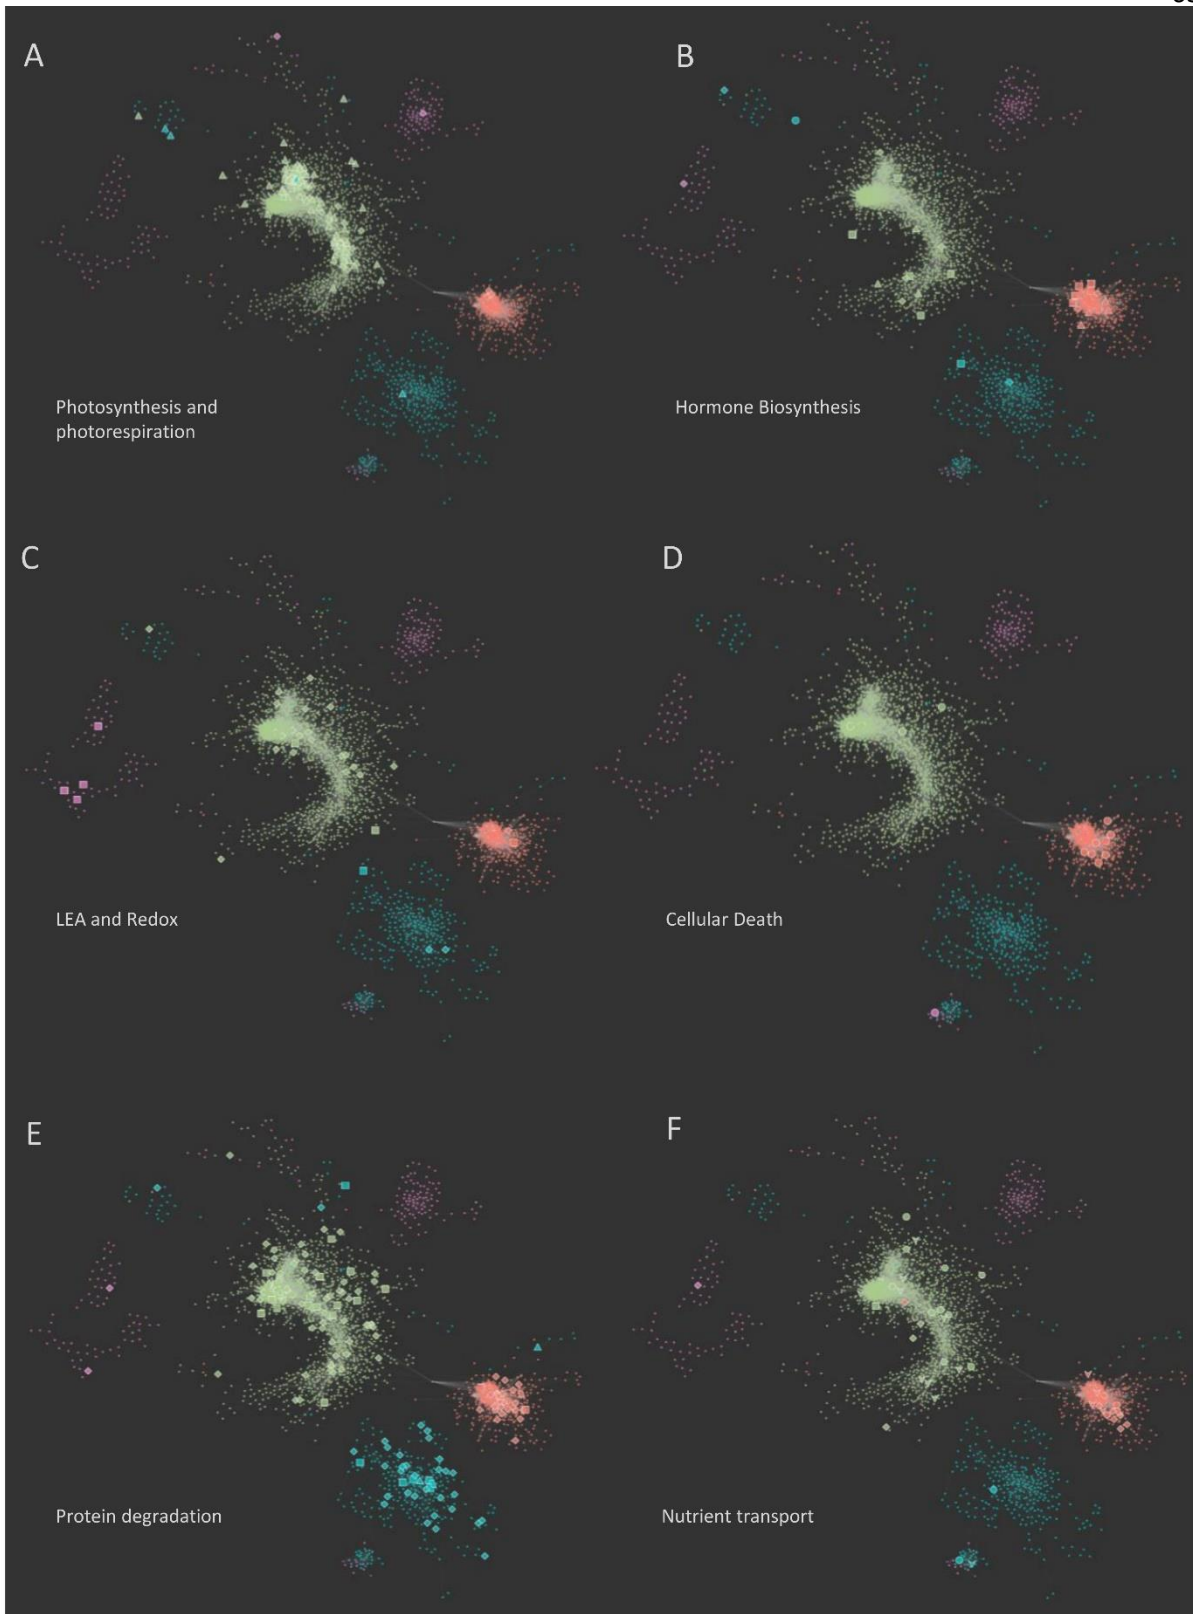 A
B
Photosynthesis and
photorespiration
Hormone Biosynthesis
C
D
LEA and Redox
Cellular Death
E
F
Protein degradation
Nutrient transport